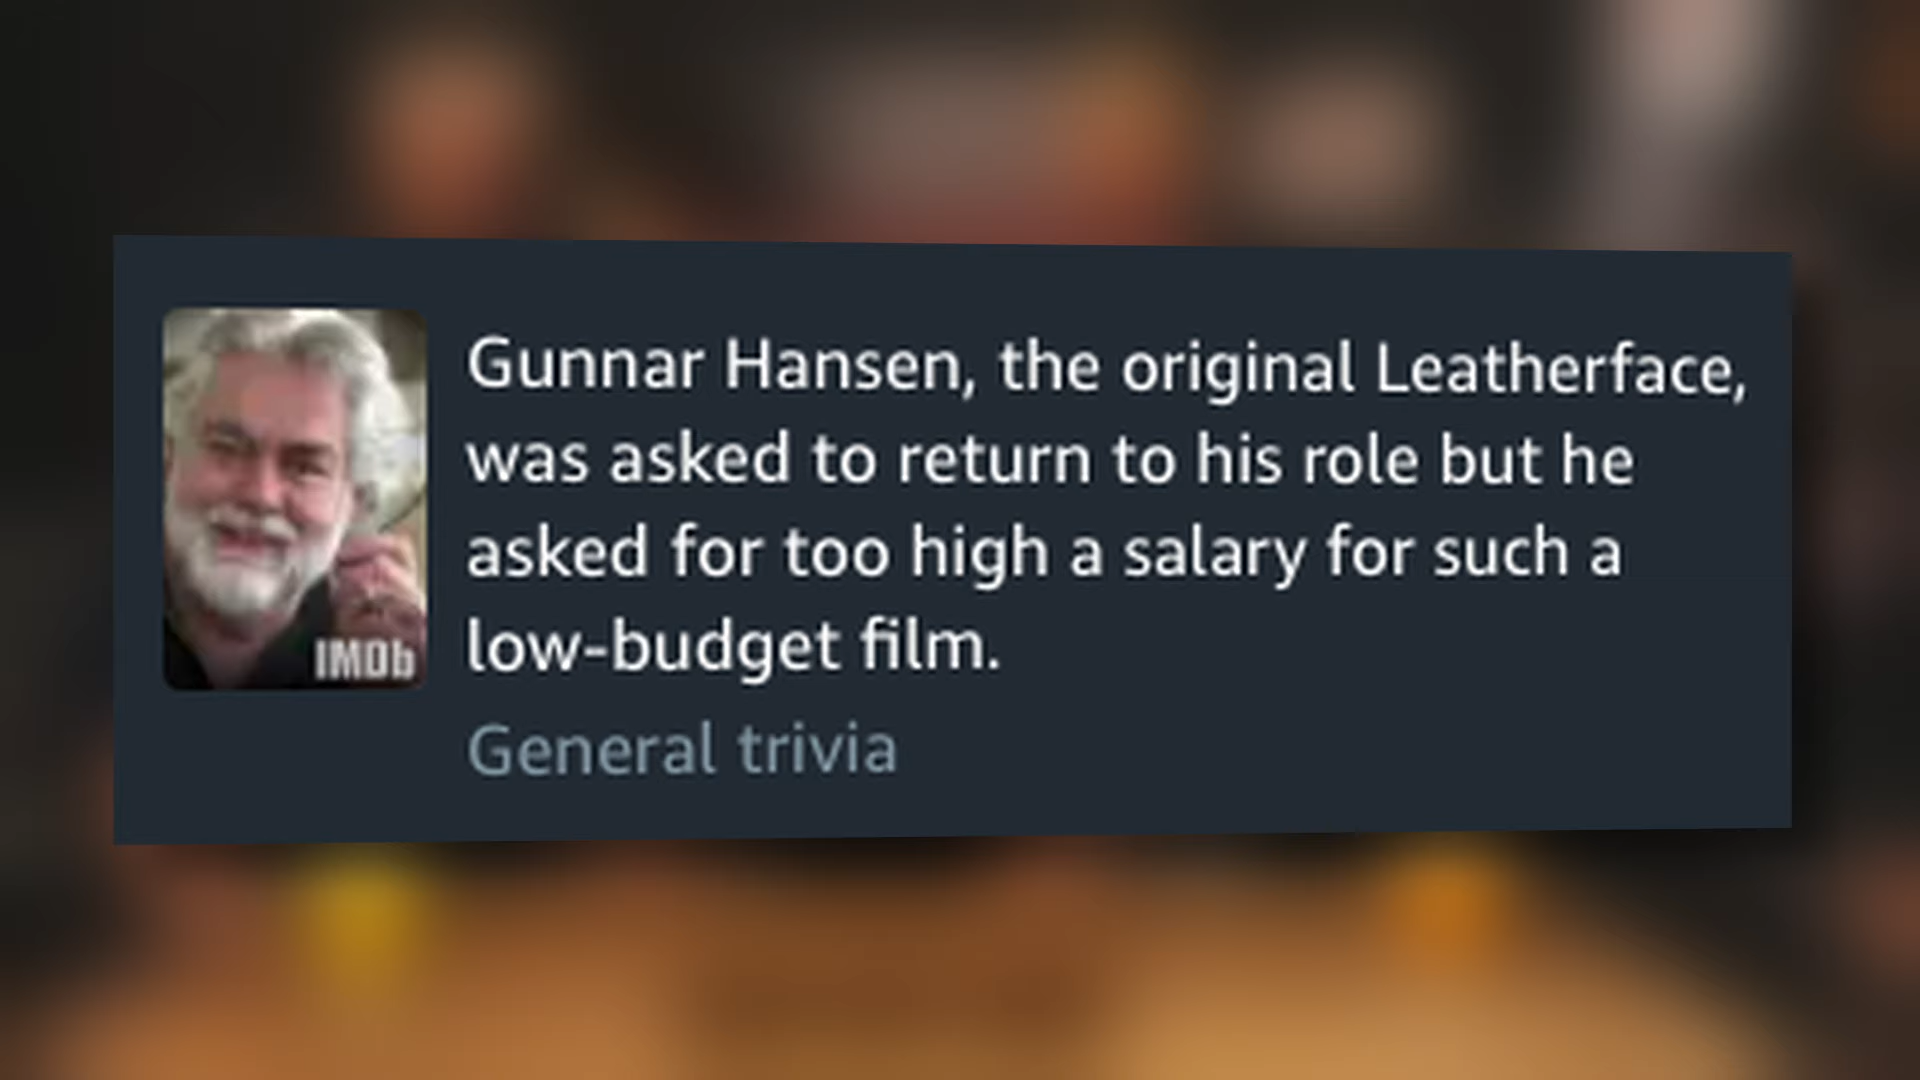 Gunnar Hansen, the original Leatherface,
was asked to return to his role but he
asked for too high a salary for such a
low-budget film.
General trivia
IMDb